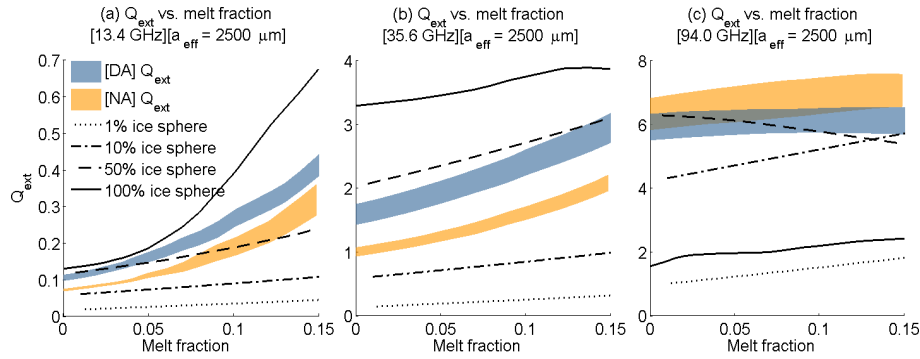 (a) Q_ext vs. melt fraction
[13.4 GHz][a_eff = 2500 μm]
0.7
0.6
0.5
0.4
0.3
0.2
0.1
0
Q_ext
[DA] Q_ext
[NA] Q_ext
1% ice sphere
10% ice sphere
50% ice sphere
100% ice sphere
0 0.05 0.1 0.15
Melt fraction
(b) Q_ext vs. melt fraction
[35.6 GHz][a_eff = 2500 μm]
4
3
2
1
0
0 0.05 0.1 0.15
Melt fraction
(c) Q_ext vs. melt fraction
[94.0 GHz][a_eff = 2500 μm]
8
6
4
2
0
0 0.05 0.1 0.15
Melt fraction